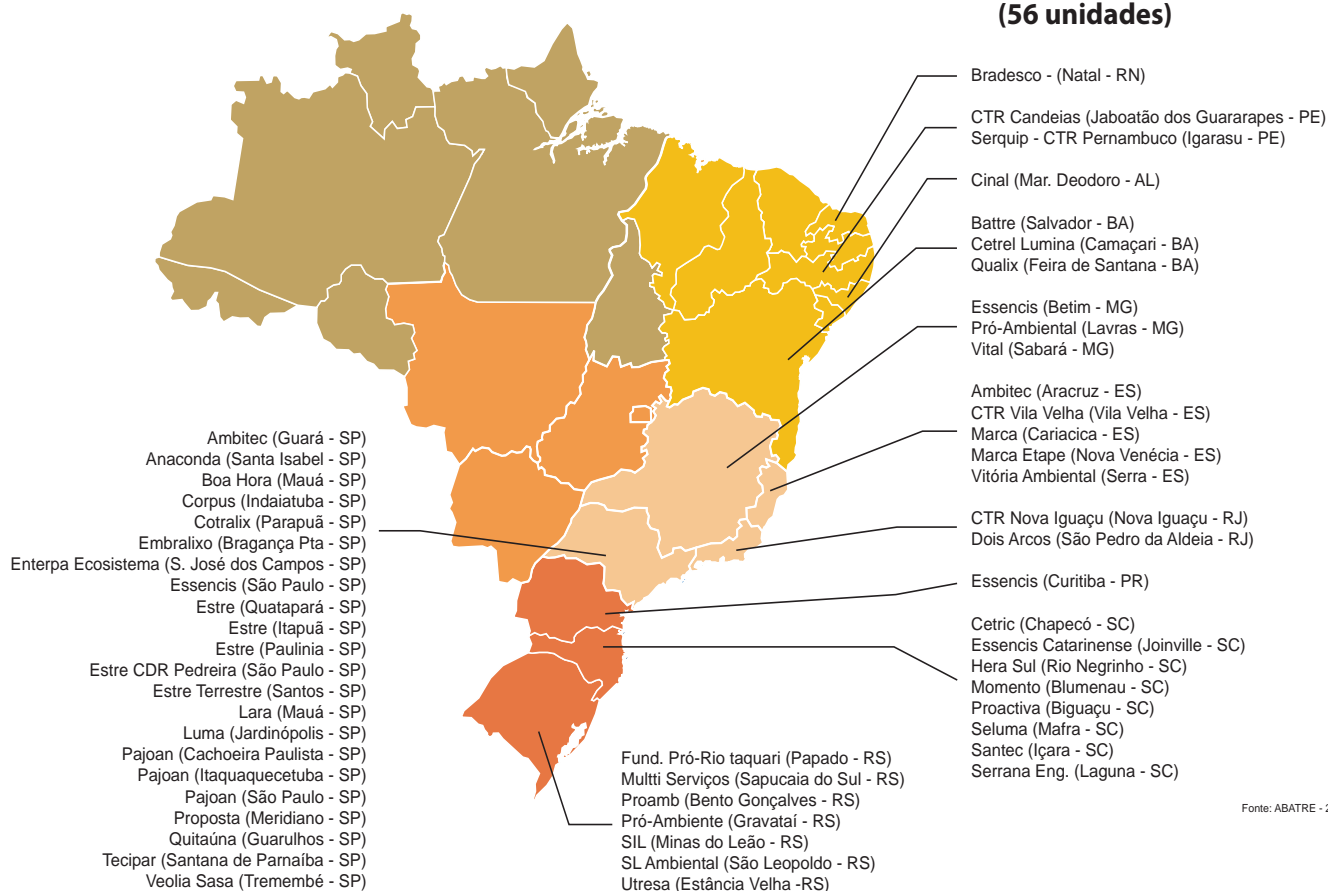 (56 unidades)
Bradesco - (Natal - RN)
CTR Candeias (Jaboatão dos Guararapes - PE)
Serquip - CTR Pernambuco (Igarasu - PE)
Cinal (Mar. Deodoro - AL)
Battre (Salvador - BA)
Cetrel Lumina (Camaçari - BA)
Qualix (Feira de Santana - BA)
Essencis (Betim - MG)
Pró-Ambiental (Lavras - MG)
Vital (Sabará - MG)
Ambitec (Aracruz - ES)
CTR Vila Velha (Vila Velha - ES)
Marca (Cariacica - ES)
Marca Etape (Nova Venécia - ES)
Vitória Ambiental (Serra - ES)
CTR Nova Iguaçu (Nova Iguaçu - RJ)
Dois Arcos (São Pedro da Aldeia - RJ)
Essencis (Curitiba - PR)
Cetric (Chapecó - SC)
Essencis Catarinense (Joinville - SC)
Hera Sul (Rio Negrinho - SC)
Momento (Blumenau - SC)
Proactiva (Biguaçu - SC)
Seluma (Mafra - SC)
Santec (Içara - SC)
Serrana Eng. (Laguna - SC)
Ambitec (Guará - SP)
Anaconda (Santa Isabel - SP)
Boa Hora (Mauá - SP)
Corpus (Indaiatuba - SP)
Cotralix (Parapuã - SP)
Embralixo (Bragança Pta - SP)
Enterpa Ecosistema (S. José dos Campos - SP)
Essencis (São Paulo - SP)
Estre (Quatapará - SP)
Estre (Itapuã - SP)
Estre (Paulinia - SP)
Estre CDR Pedreira (São Paulo - SP)
Estre Terrestre (Santos - SP)
Lara (Mauá - SP)
Luma (Jardinópolis - SP)
Pajoan (Cachoeira Paulista - SP)
Pajoan (Itaquaquecetuba - SP)
Pajoan (São Paulo - SP)
Proposta (Meridiano - SP)
Quitaúna (Guarulhos - SP)
Tecipar (Santana de Parnaíba - SP)
Veolia Sasa (Tremembé - SP)
Fund. Pró-Rio taquari (Papado - RS)
Multti Serviços (Sapucaia do Sul - RS)
Proamb (Bento Gonçalves - RS)
Pró-Ambiente (Gravataí - RS)
SIL (Minas do Leão - RS)
SL Ambiental (São Leopoldo - RS)
Utresa (Estância Velha -RS)
Fonte: ABATRE -